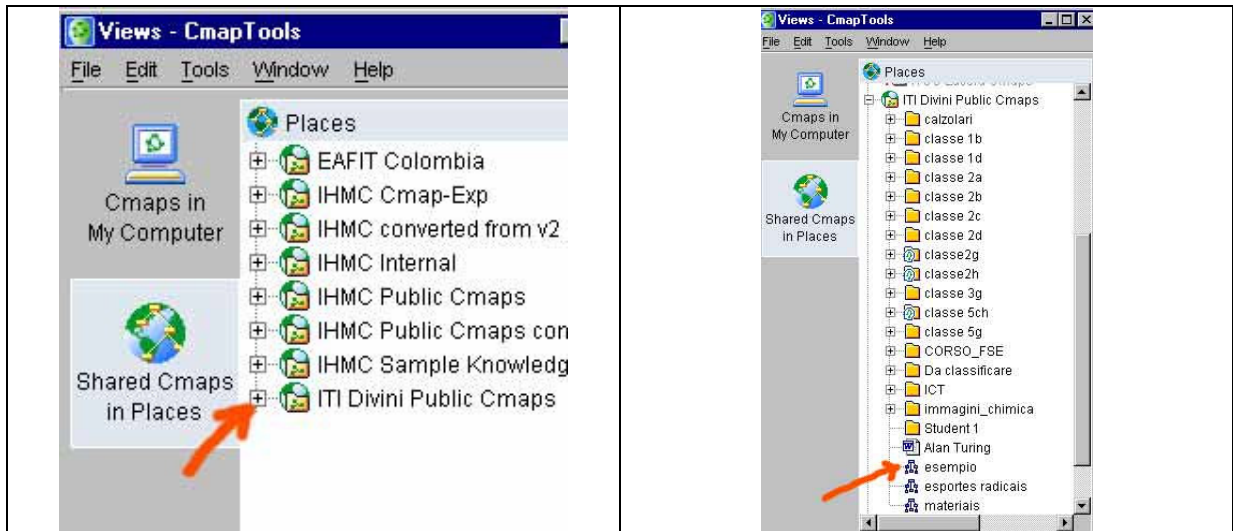 Views - CmapTools
File Edit Tools Window Help
Cmaps in
My Computer
Shared Cmaps
in Places
Places
EAFIT Colombia
IHMC Cmap-Exp
IHMC converted from v2
IHMC Internal
IHMC Public Cmaps
IHMC Public Cmaps con
IHMC Sample Knowledg
ITI Divini Public Cmaps
Views - CmapTools
File Edit Tools Window Help
Cmaps in
My Computer
Shared Cmaps
in Places
Places
ITI Divini Public Cmaps
calzolari
classe 1b
classe 1d
classe 2a
classe 2b
classe 2c
classe 2d
classe2g
classe2h
classe 3g
classe 5ch
classe 5g
CORSO_FSE
Da classificare
ICT
immagini_chimica
Student 1
Alan Turing
esempio
esportes radicais
materiais